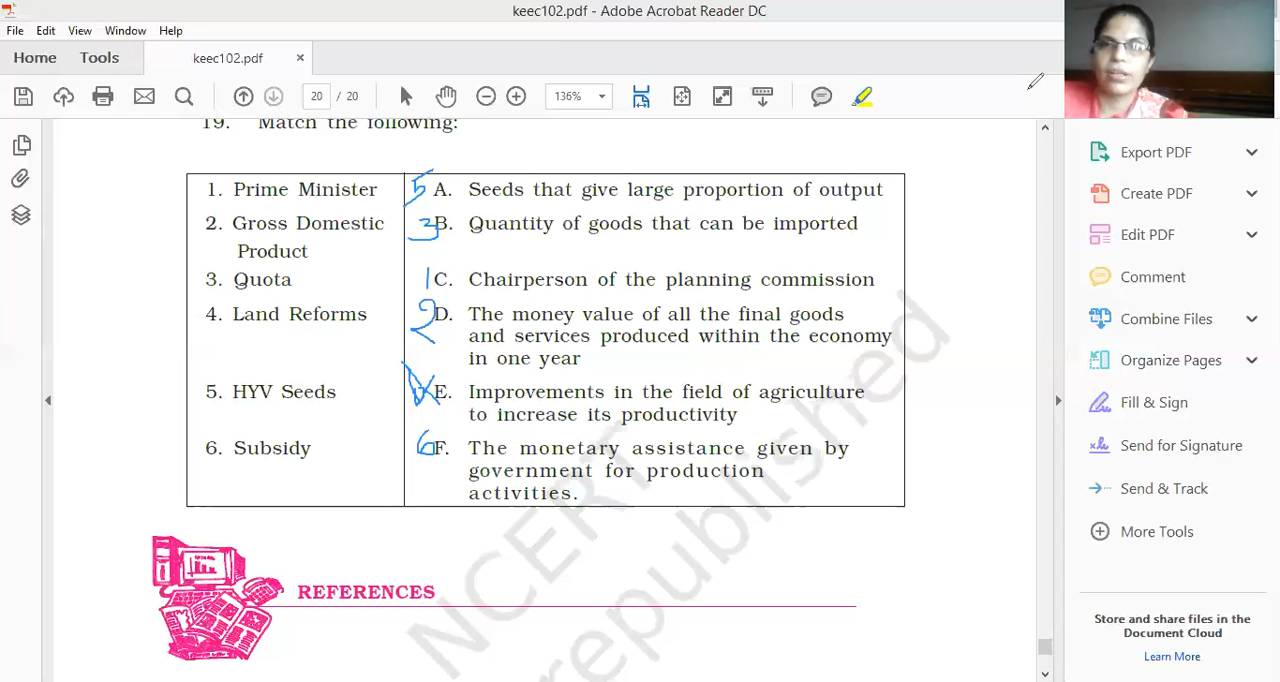 keec102.pdf - Adobe Acrobat Reader DC
File Edit View Window Help
Home Tools keec102.pdf ×
20 / 20 136%
19. Match the following:
1. Prime Minister 5 A. Seeds that give large proportion of output
2. Gross Domestic 3 B. Quantity of goods that can be imported
Product
3. Quota 1 C. Chairperson of the planning commission
4. Land Reforms 2 D. The money value of all the final goods
and services produced within the economy
in one year
5. HYV Seeds E. Improvements in the field of agriculture
to increase its productivity
6. Subsidy 6 F. The monetary assistance given by
government for production
activities.
REFERENCES
NCERT
republished
Export PDF
Create PDF
Edit PDF
Comment
Combine Files
Organize Pages
Fill & Sign
Send for Signature
Send & Track
More Tools
Store and share files in the
Document Cloud
Learn More